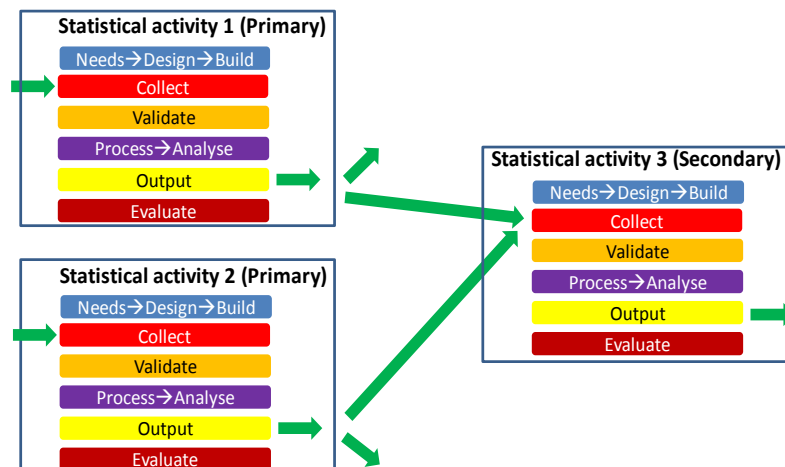 Statistical activity 1 (Primary)
Needs→Design→Build
Collect
Validate
Process→Analyse
Output
Evaluate
Statistical activity 2 (Primary)
Needs→Design→Build
Collect
Validate
Process→Analyse
Output
Evaluate
Statistical activity 3 (Secondary)
Needs→Design→Build
Collect
Validate
Process→Analyse
Output
Evaluate